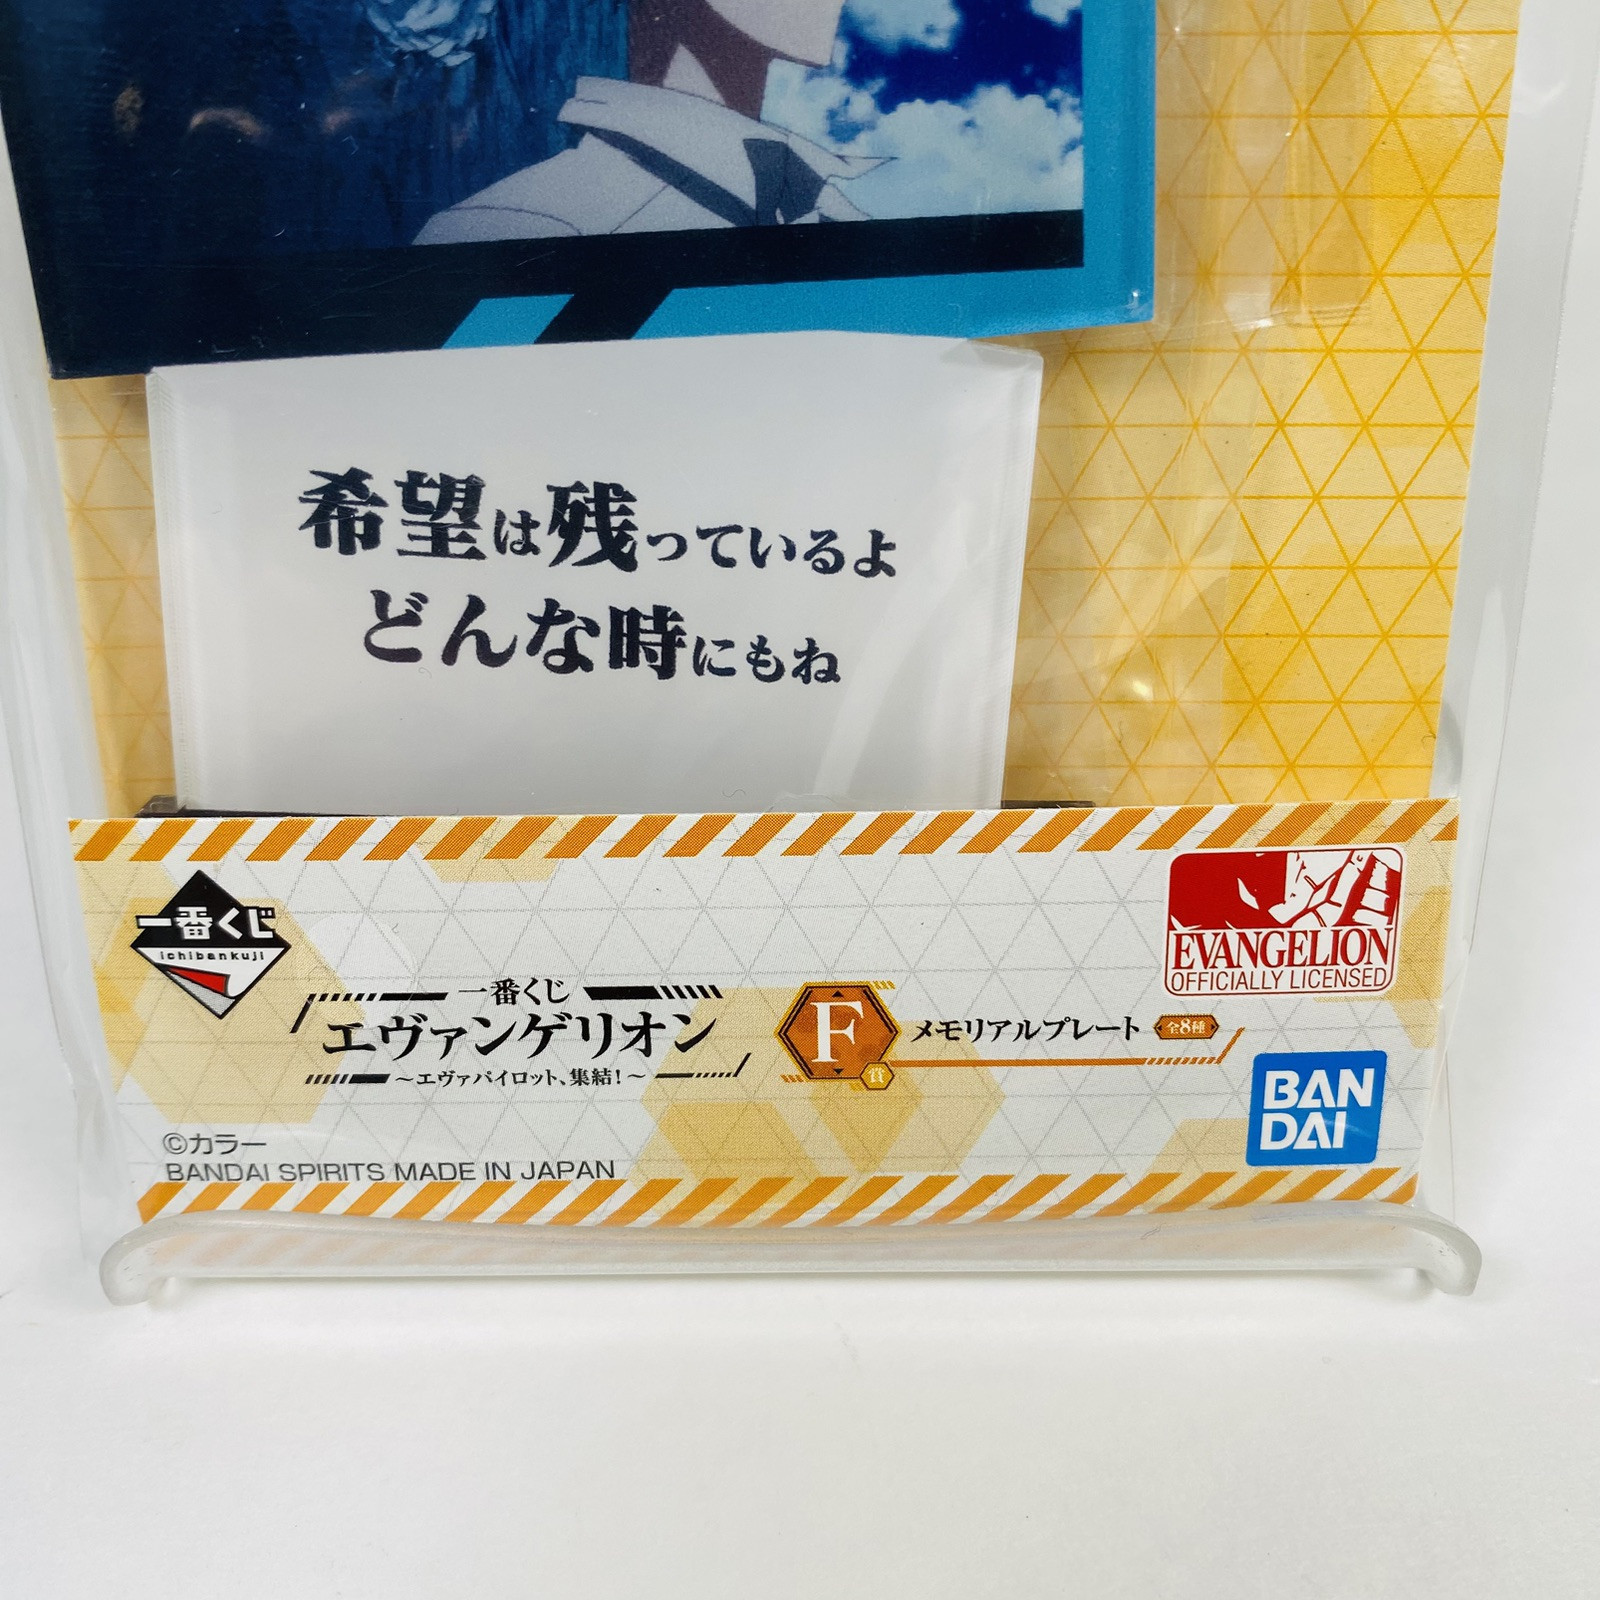 希望は残っているよ
どんな時にもね
一番くじ
ichibankuji
一番くじ
エヴァンゲリオン
～エヴァパイロット、集結!～
F賞
メモリアルプレート
全8種
EVANGELION
OFFICIALLY LICENSED
BAN
DAI
©カラー
BANDAI SPIRITS MADE IN JAPAN